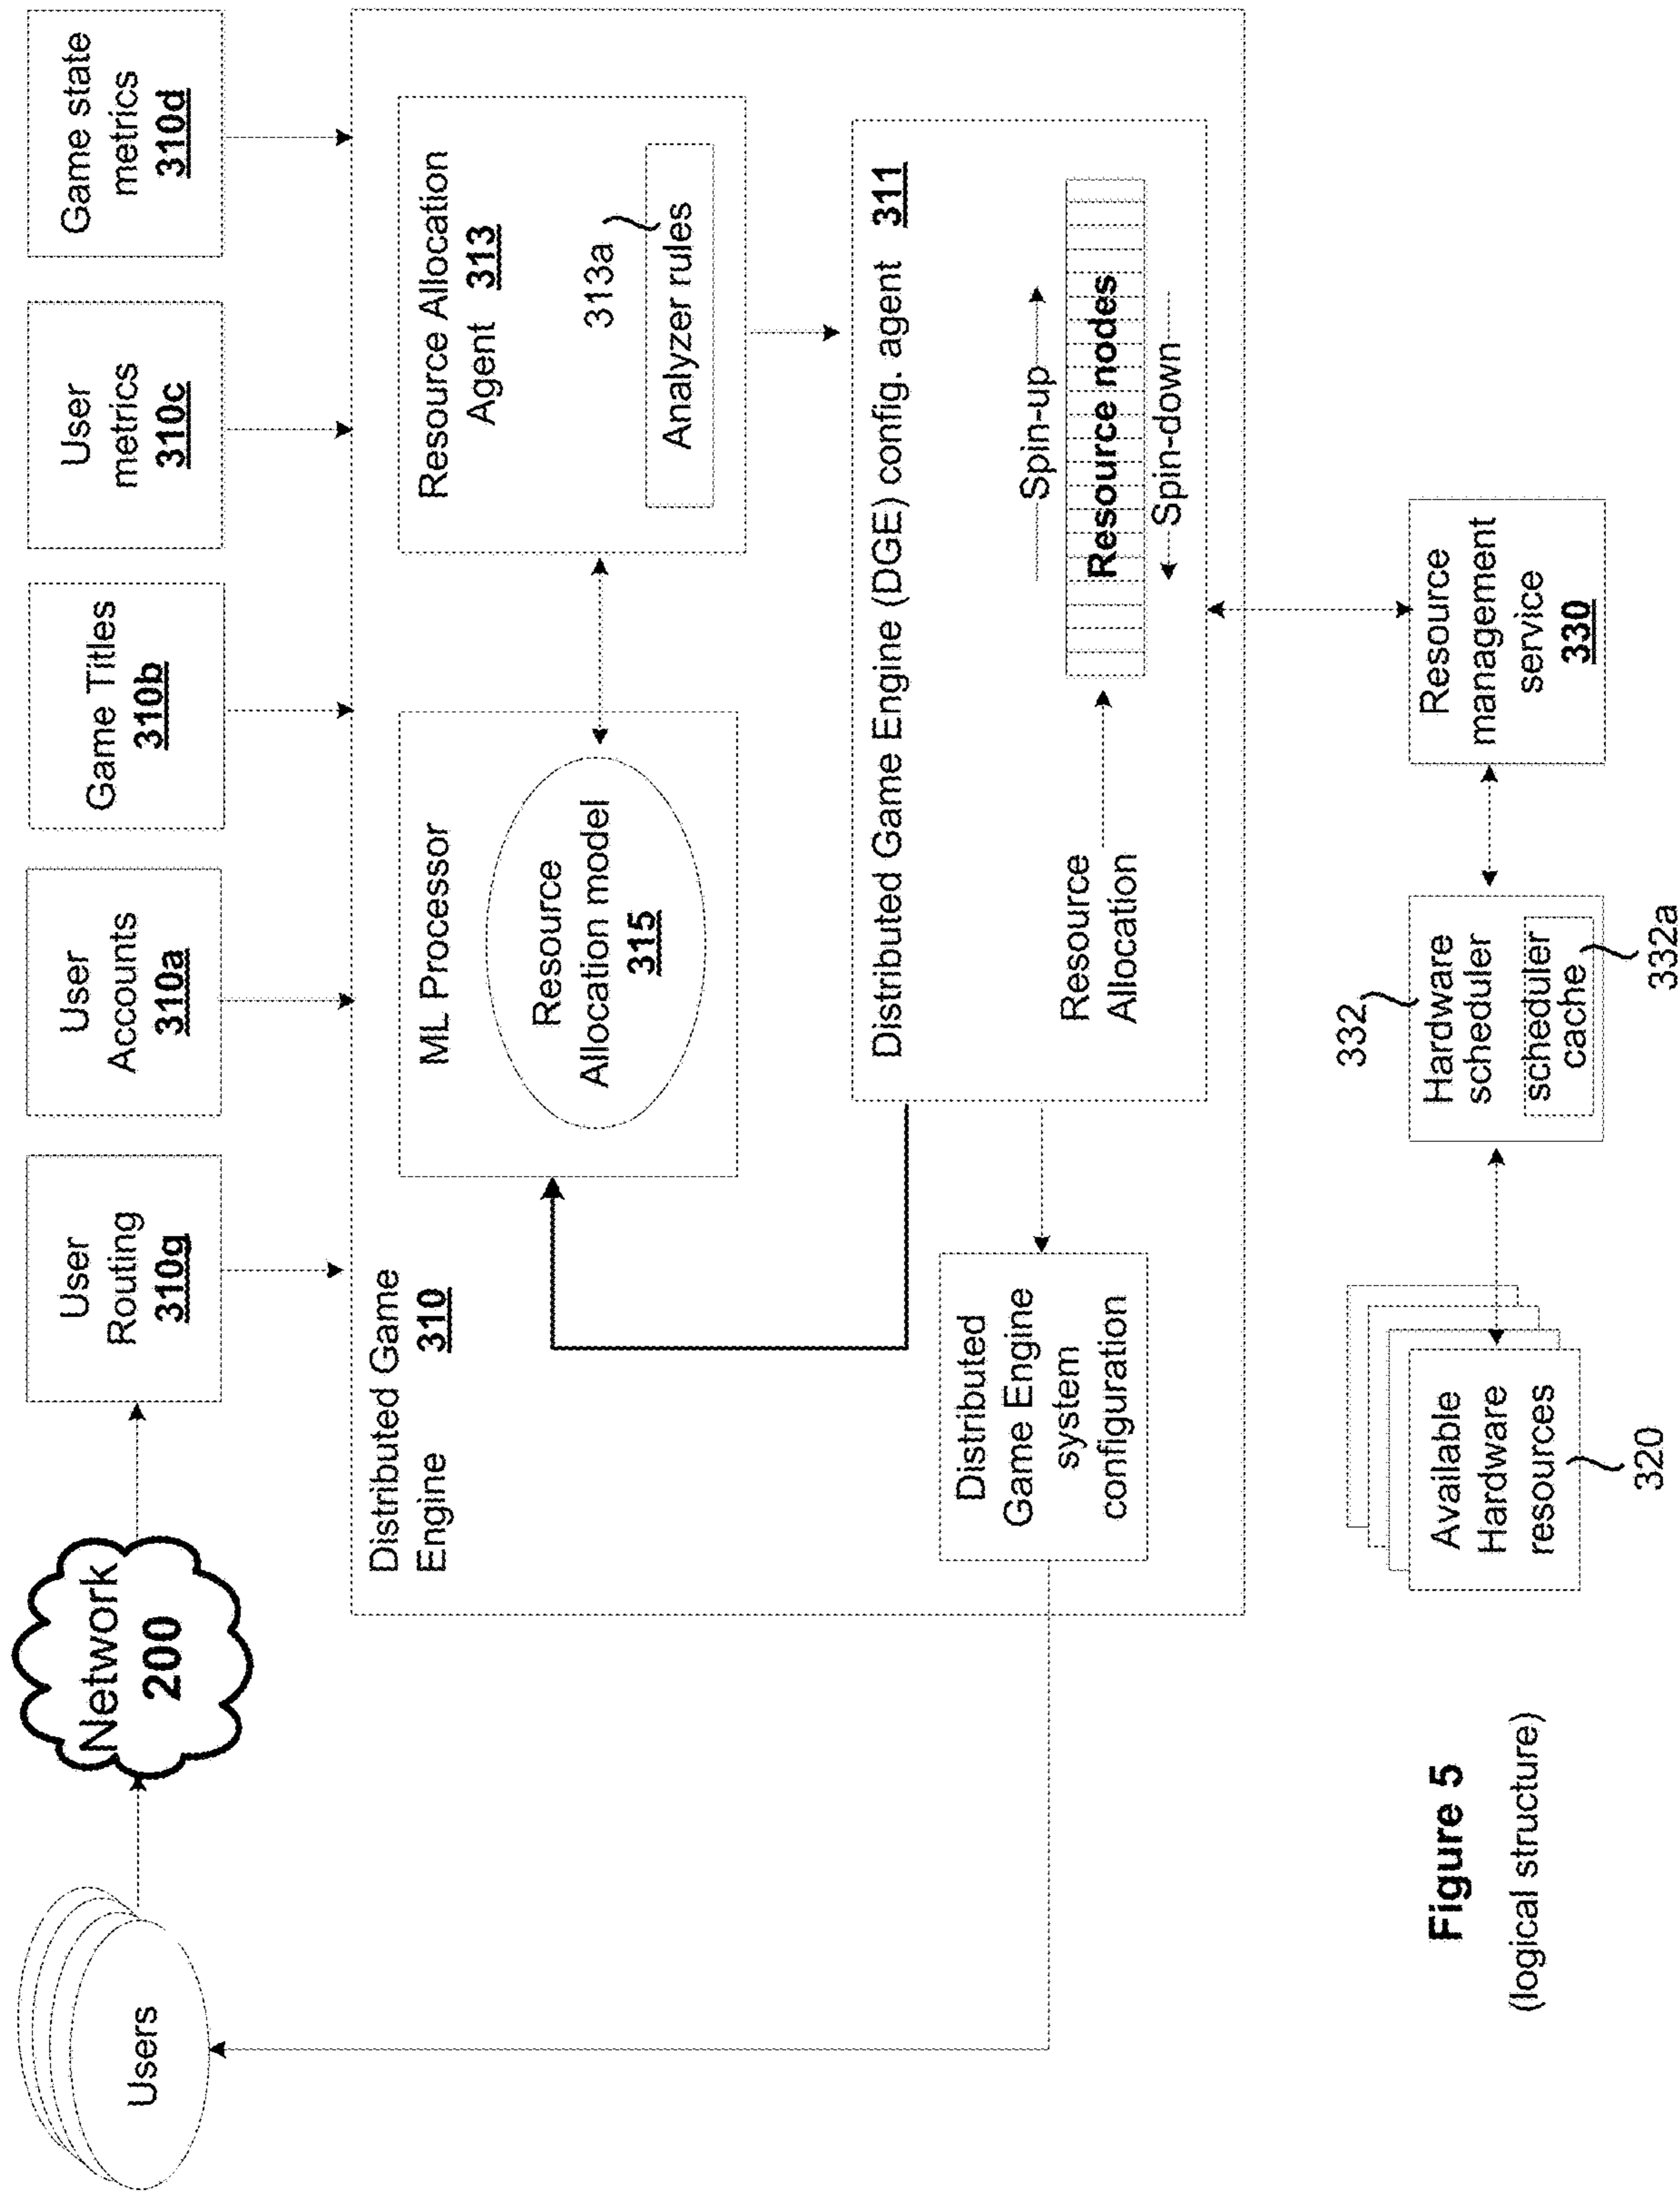 Users
Network
200
User
Routing
310g
User
Accounts
310a
Game Titles
310b
User
metrics
310c
Game state
metrics
310d
Distributed Game
Engine 310
ML Processor
Resource
Allocation model
315
Resource Allocation
Agent 313
313a
Analyzer rules
Distributed Game Engine (DGE) config. agent 311
Resource
Allocation
Spin-up
Resource nodes
Spin-down
Distributed
Game Engine
system
configuration
Available
Hardware
resources
320
332
Hardware
scheduler
scheduler
cache
332a
Resource
management
service
330
Figure 5
(logical structure)